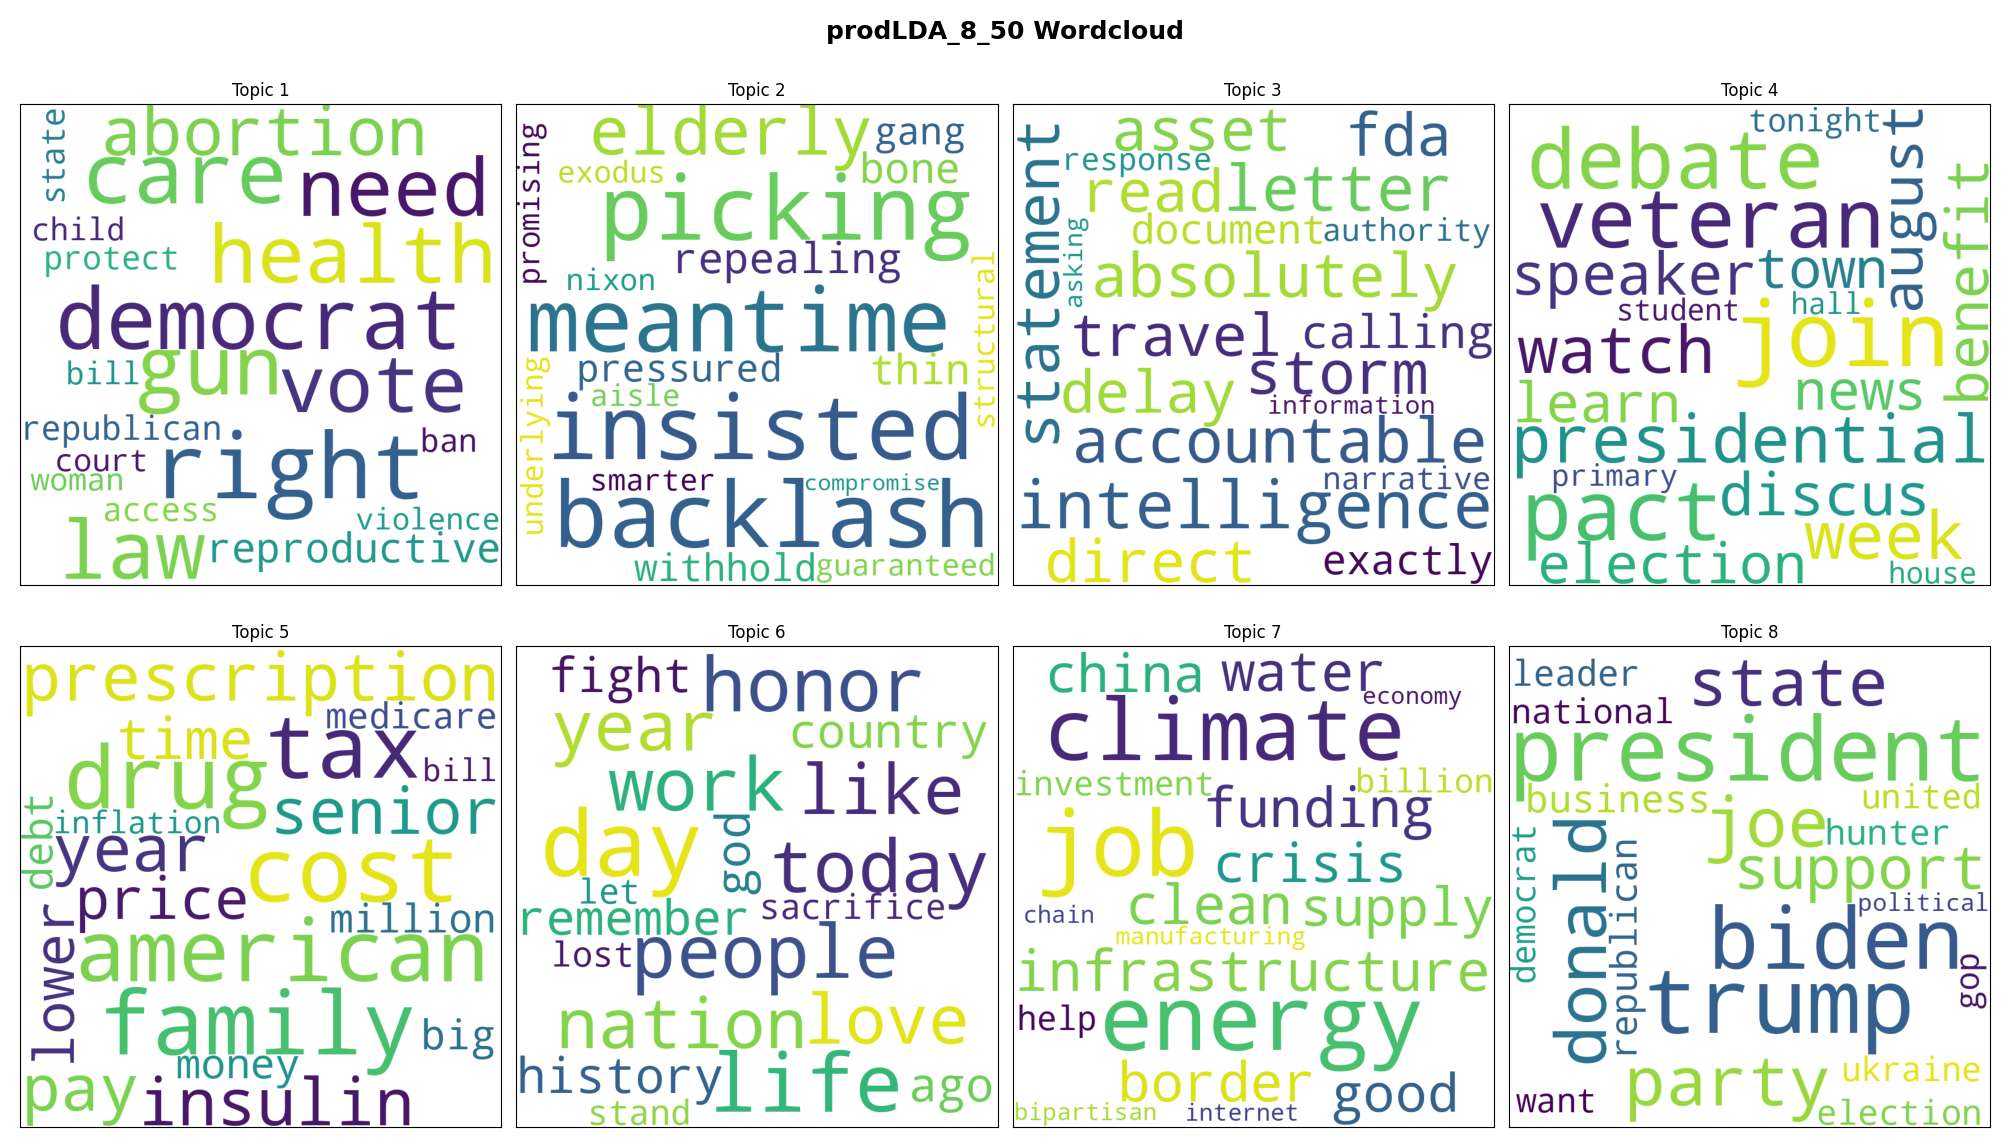 prodLDA_8_50 Wordcloud
Topic 1
state
abortion
care
need
child
protect
health
democrat
bill
gun
vote
republican
court
right
ban
woman
access
violence
law
reproductive
Topic 2
promising
elderly
gang
exodus
bone
picking
repealing
nixon
structural
meantime
pressured
thin
aisle
underlying
insisted
smarter
compromise
backlash
withhold
guaranteed
Topic 3
asset
fda
statement
response
read
letter
document
authority
asking
absolutely
travel
calling
storm
delay
information
accountable
narrative
intelligence
direct
exactly
Topic 4
tonight
debate
august
veteran
benefit
speaker
town
student
hall
join
watch
learn
news
presidential
primary
pact
discus
week
election
house
Topic 5
prescription
medicare
time
tax
drug
bill
senior
debt
inflation
year
cost
price
million
lower
american
family
big
money
pay
insulin
Topic 6
fight
honor
year
country
work
like
day
god
today
let
remember
sacrifice
lost
people
nation
love
history
life
ago
stand
Topic 7
china
water
economy
climate
investment
billion
funding
job
crisis
chain
clean
supply
manufacturing
infrastructure
help
energy
border
good
bipartisan
internet
Topic 8
leader
state
national
president
business
united
joe
hunter
donald
support
democrat
republican
political
biden
trump
gop
party
ukraine
want
election